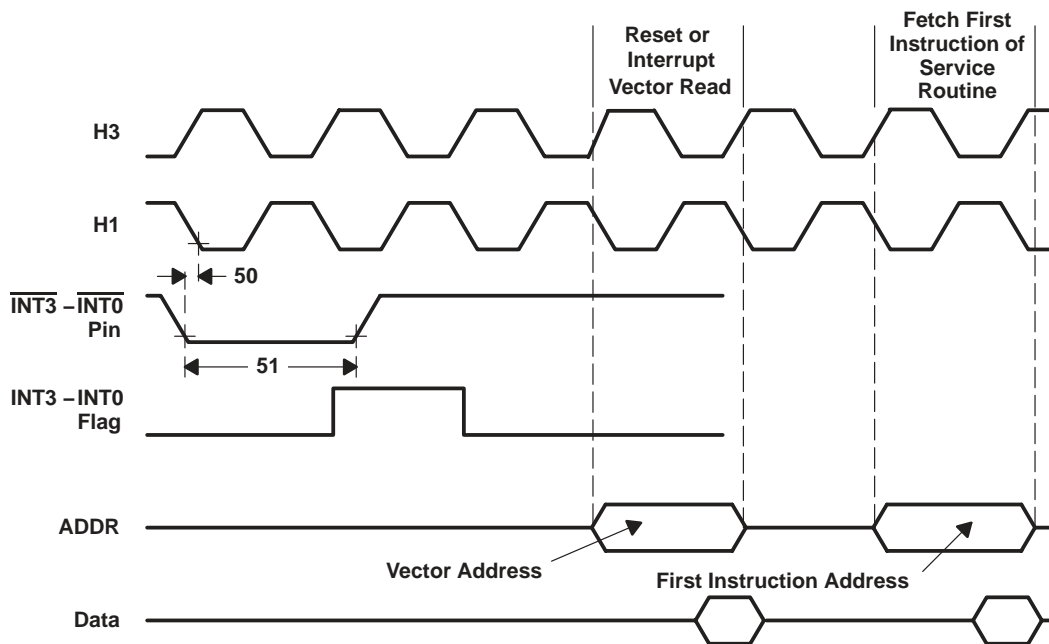 Reset or
Interrupt
Vector Read
Fetch First
Instruction of
Service
Routine
H3
H1
50
INT3 – INT0
Pin
51
INT3 – INT0
Flag
ADDR
Vector Address
First Instruction Address
Data